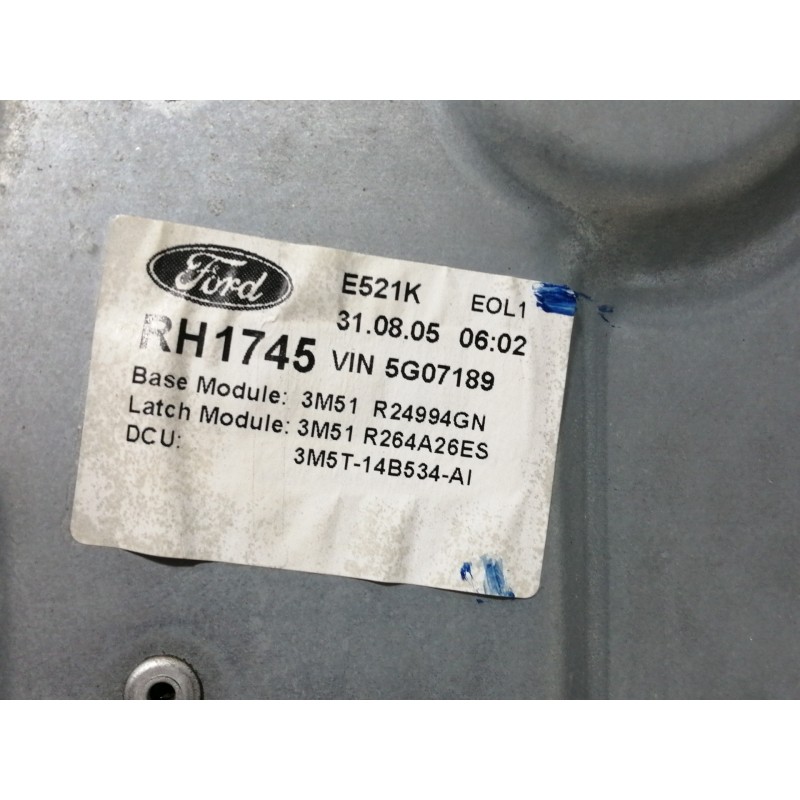 Ford
E521K EOL1
31.08.05 06:02
RH1745 VIN 5G07189
Base Module: 3M51 R24994GN
Latch Module: 3M51 R264A26ES
DCU: 3M5T-14B534-AI